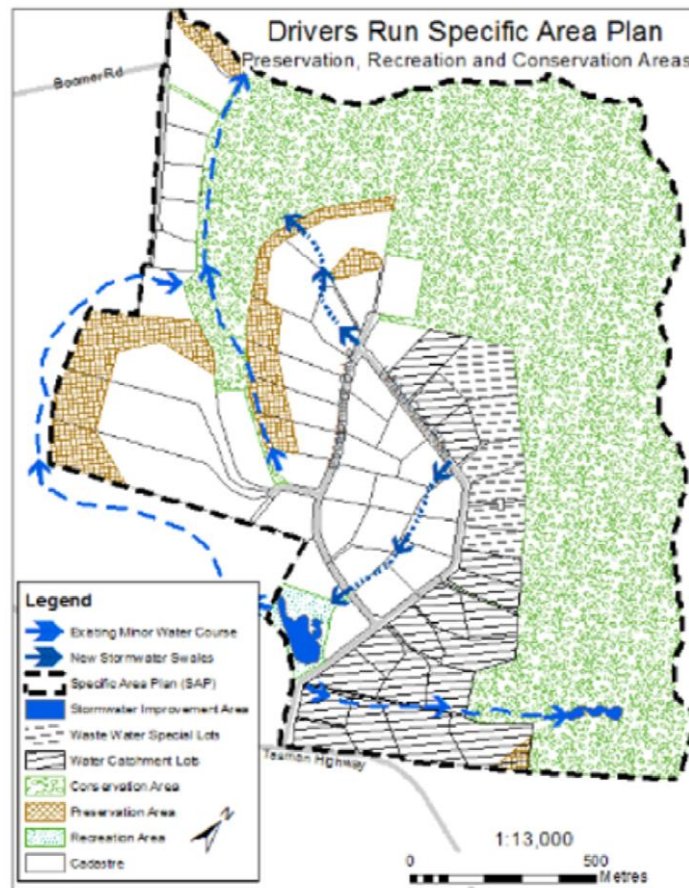 Drivers Run Specific Area Plan
Preservation, Recreation and Conservation Areas
Boomer Rd
Legend
Existing Minor Water Course
New Stormwater Swales
Specific Area Plan (SAP)
Stormwater Improvement Area
Waste Water Special Lots
Water Catchment Lots
Conservation Area
Preservation Area
Recreation Area
Cadastre
N
Tasman Highway
1:13,000
0 500
Metres